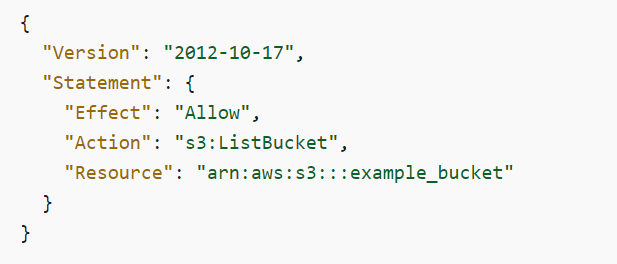 {
  "Version": "2012-10-17",
  "Statement": {
    "Effect": "Allow",
    "Action": "s3:ListBucket",
    "Resource": "arn:aws:s3:::example_bucket"
  }
}